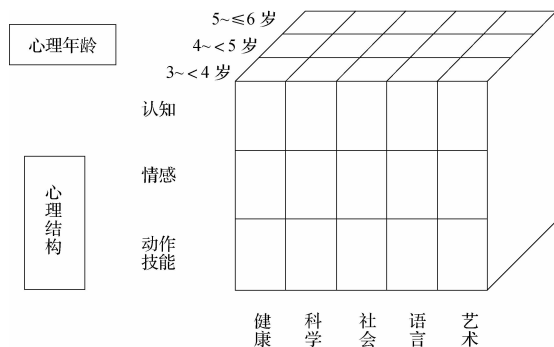 5~≤6 岁
心理年龄
4~<5 岁
3~<4 岁
认知
情感
心理结构
动作
技能
健康
科学
社会
语言
艺术